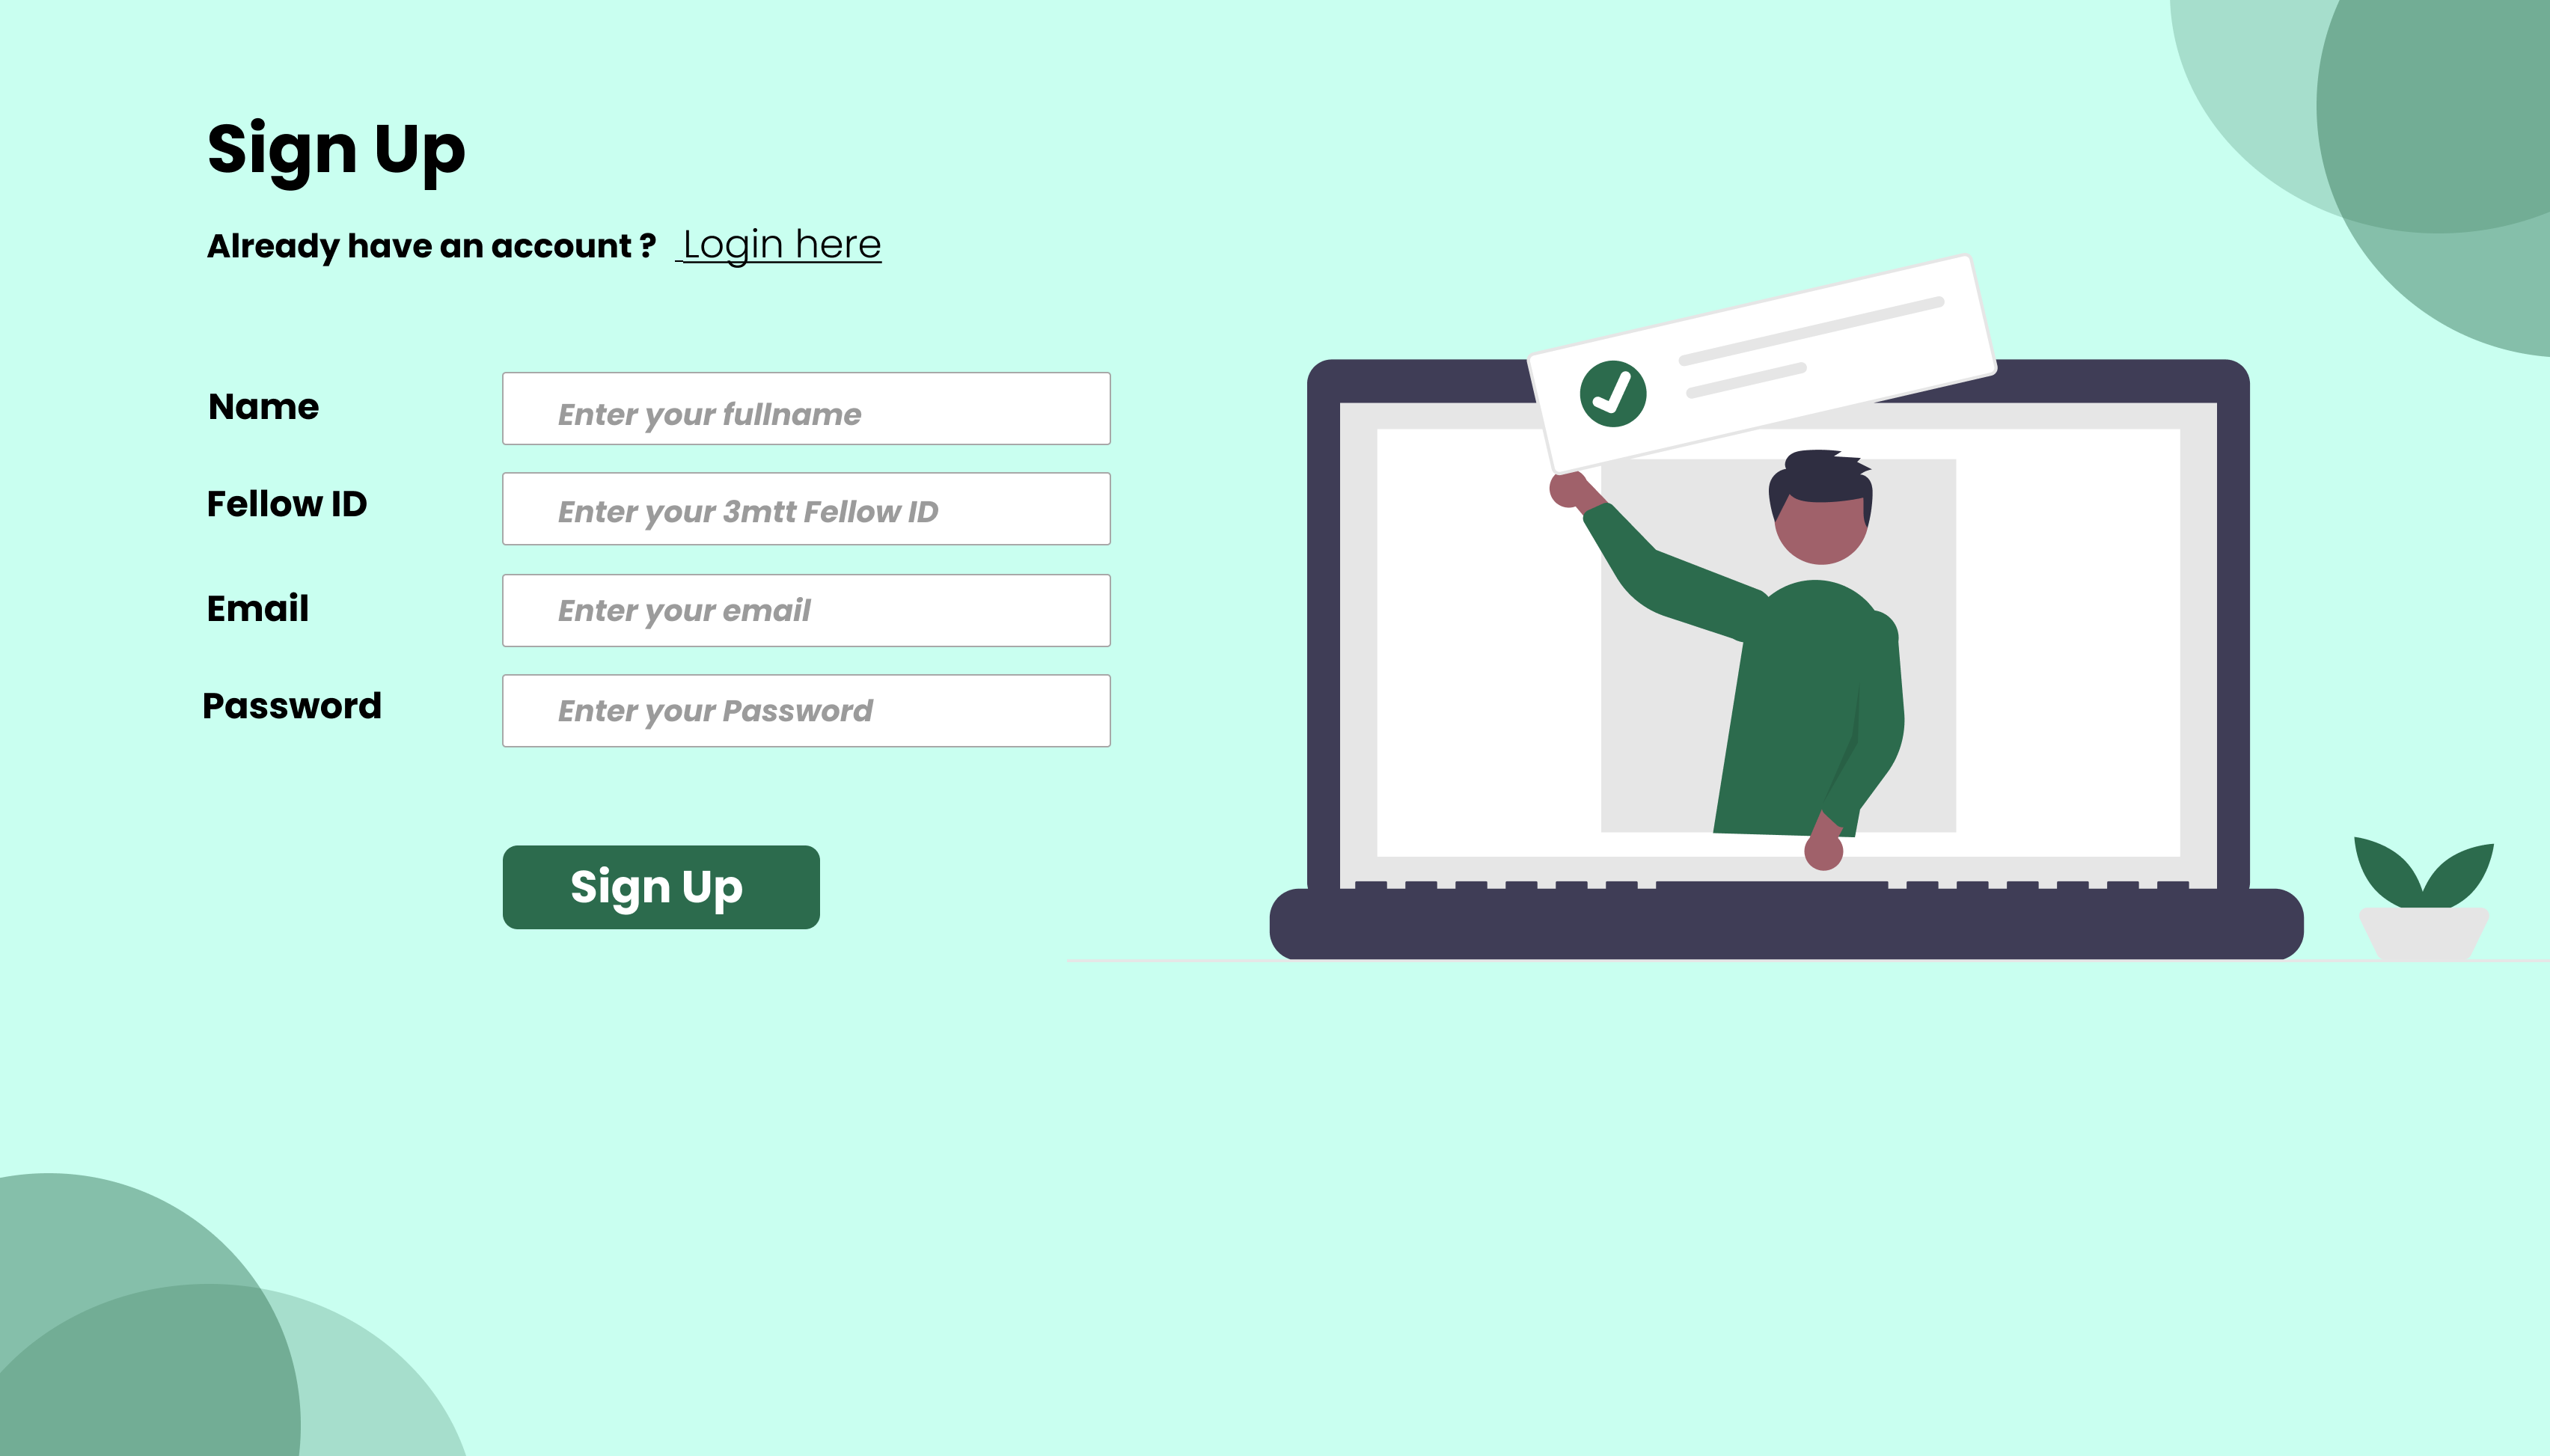 Sign Up
Already have an account ? Login here
Name
Enter your fullname
Fellow ID
Enter your 3mtt Fellow ID
Email
Enter your email
Password
Enter your Password
Sign Up